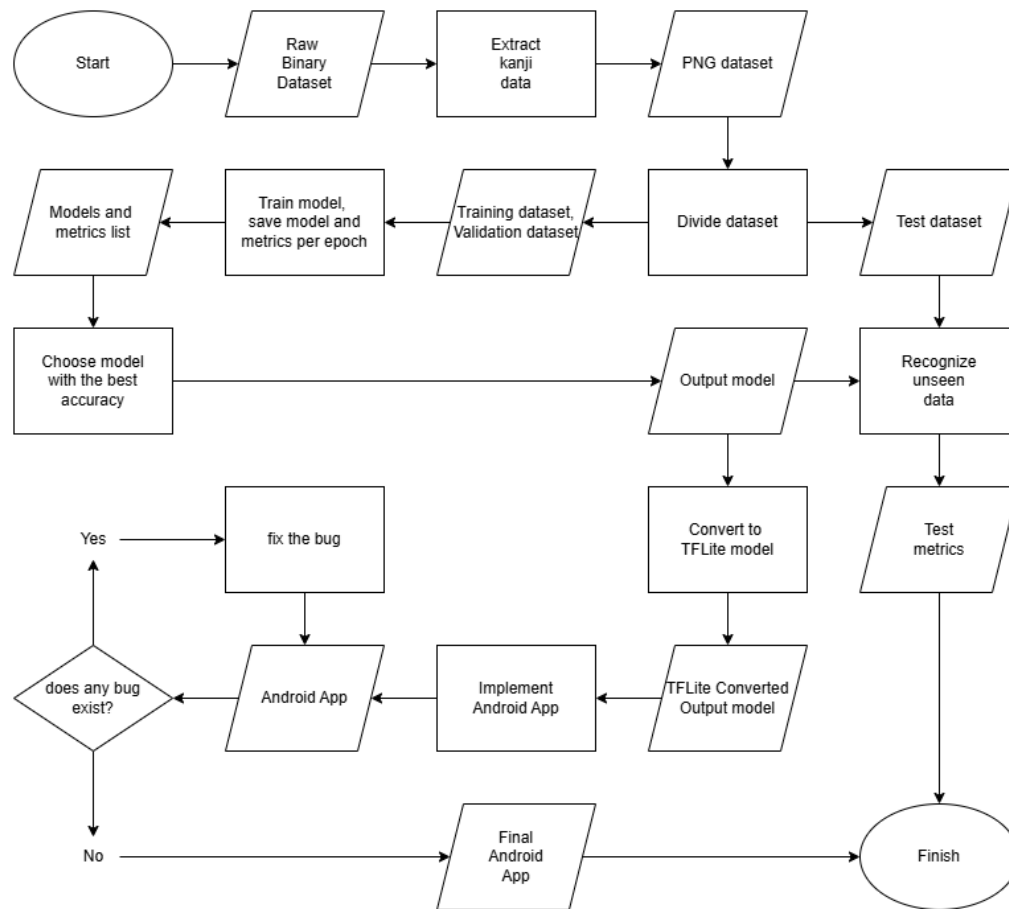 Start
Raw
Binary
Dataset
Extract
kanji
data
PNG dataset
Models and
metrics list
Train model,
save model and
metrics per epoch
Training dataset,
Validation dataset
Divide dataset
Test dataset
Choose model
with the best
accuracy
Output model
Recognize
unseen
data
Yes
fix the bug
Convert to
TFLite model
Test
metrics
does any bug
exist?
Android App
Implement
Android App
TFLite Converted
Output model
No
Final
Android
App
Finish